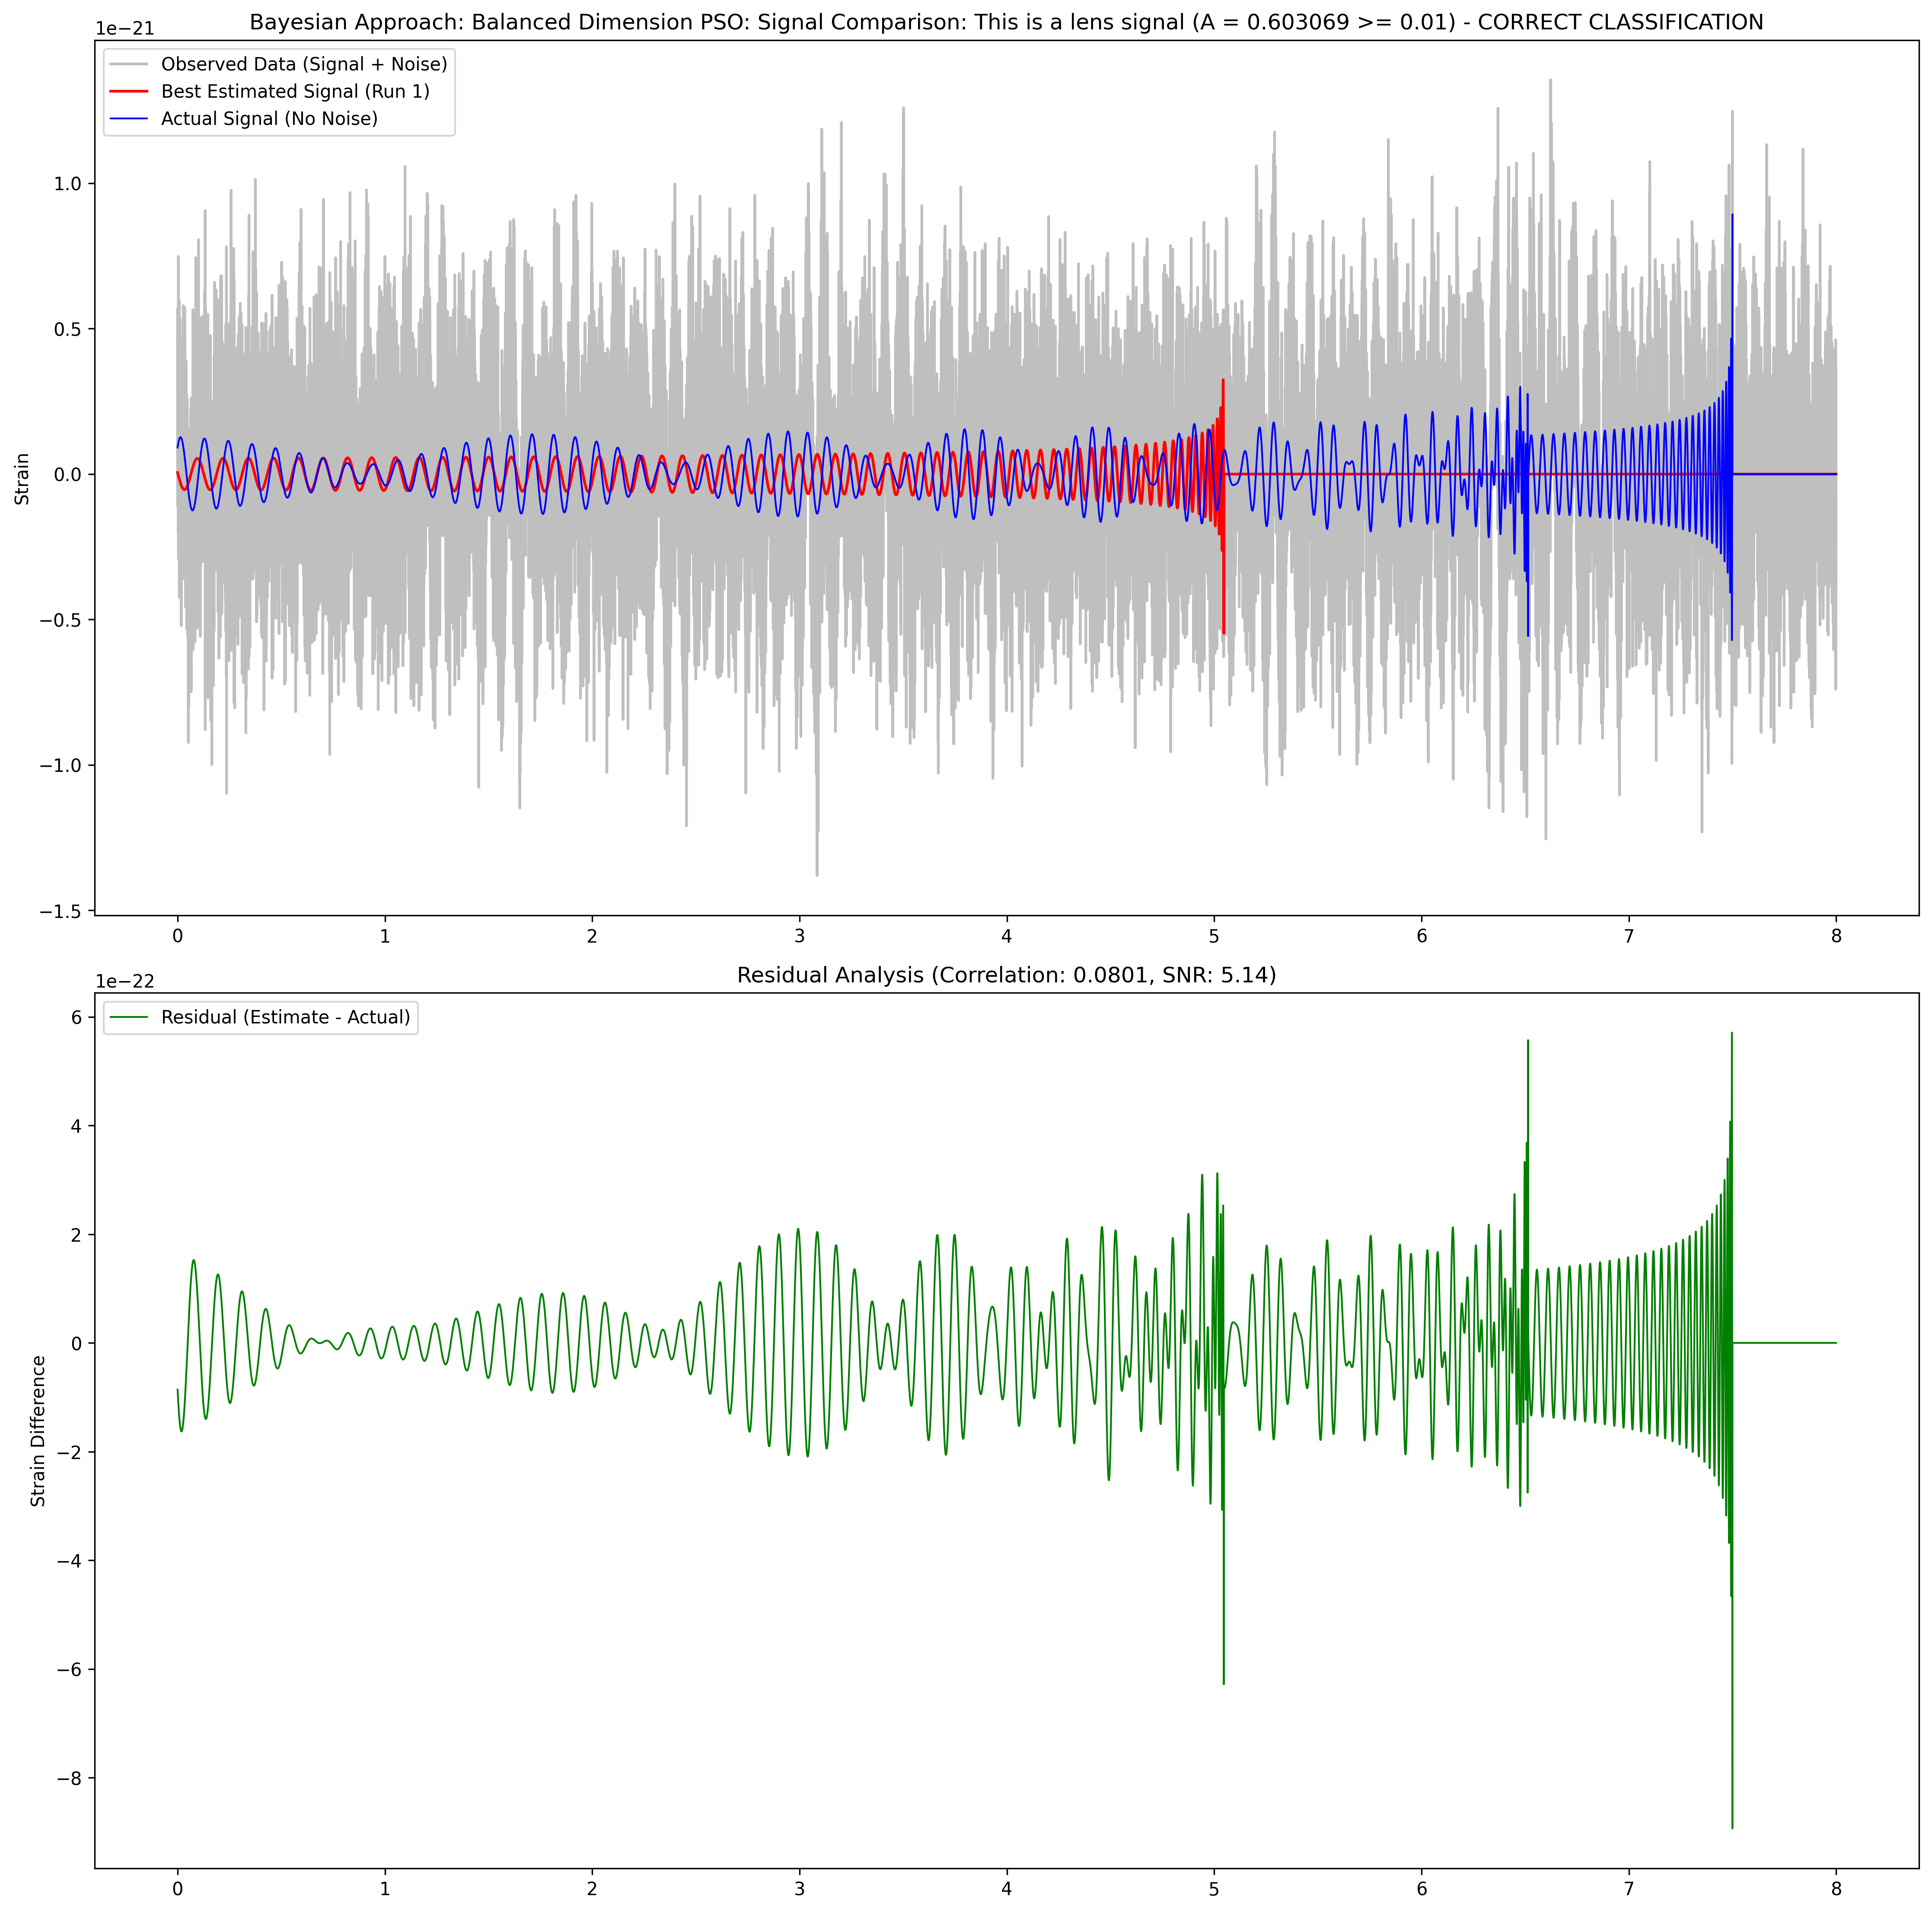 Bayesian Approach: Balanced Dimension PSO: Signal Comparison: This is a lens signal (A = 0.603069 >= 0.01) - CORRECT CLASSIFICATION
1e−21
Observed Data (Signal + Noise)
Best Estimated Signal (Run 1)
Actual Signal (No Noise)
1.0
0.5
0.0
−0.5
−1.0
−1.5
Strain
0 1 2 3 4 5 6 7 8
Residual Analysis (Correlation: 0.0801, SNR: 5.14)
1e−22
Residual (Estimate - Actual)
6
4
2
0
−2
−4
−6
−8
Strain Difference
0 1 2 3 4 5 6 7 8